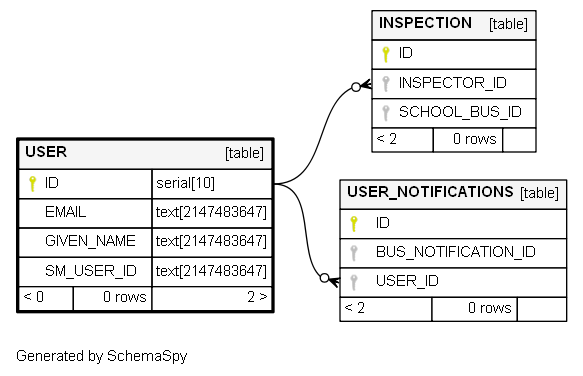 INSPECTION [table]
ID
INSPECTOR_ID
SCHOOL_BUS_ID
< 2 0 rows
USER [table]
ID serial[10]
EMAIL text[2147483647]
GIVEN_NAME text[2147483647]
SM_USER_ID text[2147483647]
< 0 0 rows 2 >
USER_NOTIFICATIONS [table]
ID
BUS_NOTIFICATION_ID
USER_ID
< 2 0 rows
Generated by SchemaSpy